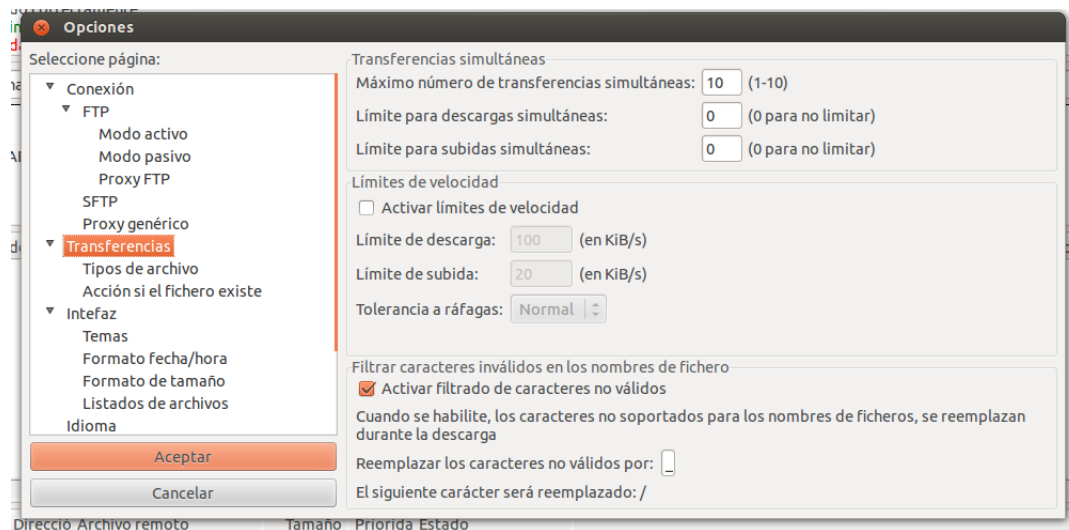 Opciones
Seleccione página:
Conexión
FTP
Modo activo
Modo pasivo
Proxy FTP
SFTP
Proxy genérico
Transferencias
Tipos de archivo
Acción si el fichero existe
Intefaz
Temas
Formato fecha/hora
Formato de tamaño
Listados de archivos
Idioma
Aceptar
Cancelar
Transferencias simultáneas
Máximo número de transferencias simultáneas: 10 (1-10)
Límite para descargas simultáneas: 0 (0 para no limitar)
Límite para subidas simultáneas: 0 (0 para no limitar)
Límites de velocidad
Activar límites de velocidad
Límite de descarga: 100 (en KiB/s)
Límite de subida: 20 (en KiB/s)
Tolerancia a ráfagas: Normal
Filtrar caracteres inválidos en los nombres de fichero
Activar filtrado de caracteres no válidos
Cuando se habilite, los caracteres no soportados para los nombres de ficheros, se reemplazan
durante la descarga
Reemplazar los caracteres no válidos por: _
El siguiente carácter será reemplazado: /
Direcció Archivo remoto Tamaño Priorida Estado